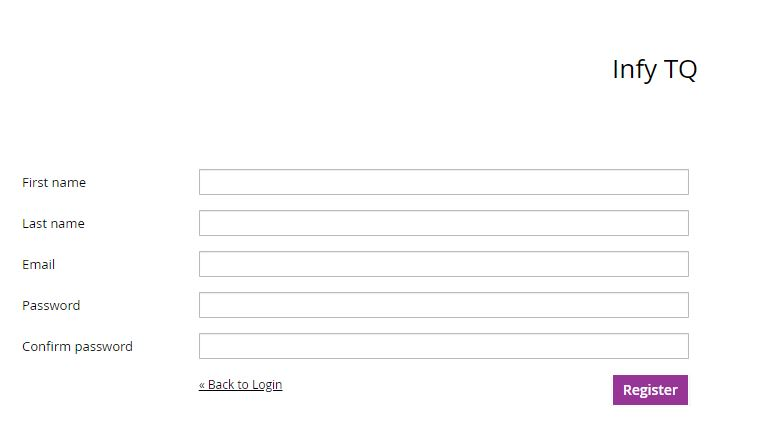 Infy TQ
First name
Last name
Email
Password
Confirm password
« Back to Login
Register